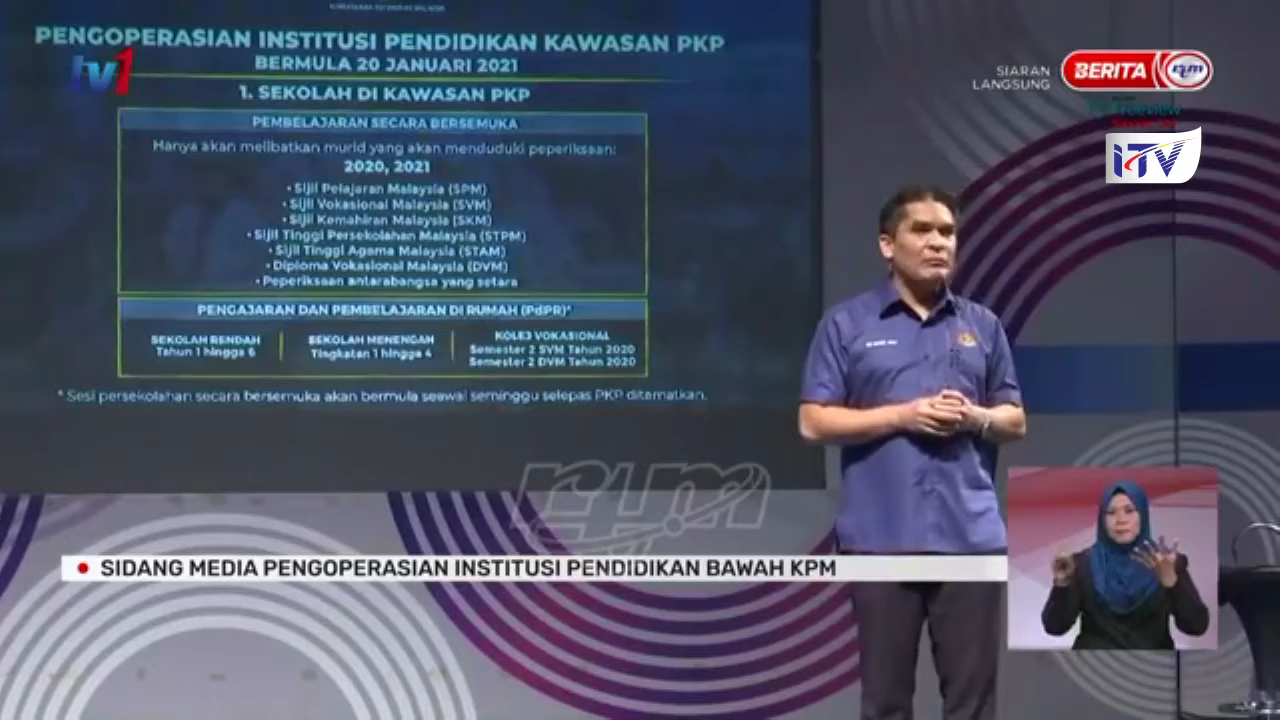 PENGOPERASIAN INSTITUSI PENDIDIKAN KAWASAN PKP
BERMULA 20 JANUARI 2021
tv1
SIARAN LANGSUNG
BERITA rtm
iTV
1. SEKOLAH DI KAWASAN PKP
PEMBELAJARAN SECARA BERSEMUKA
Hanya akan melibatkan murid yang akan menduduki peperiksaan:
2020, 2021
• Sijil Pelajaran Malaysia (SPM)
• Sijil Vokasional Malaysia (SVM)
• Sijil Kemahiran Malaysia (SKM)
• Sijil Tinggi Persekolahan Malaysia (STPM)
• Sijil Tinggi Agama Malaysia (STAM)
• Diploma Vokasional Malaysia (DVM)
• Peperiksaan antarabangsa yang setara
PENGAJARAN DAN PEMBELAJARAN DI RUMAH (PdPR)*
SEKOLAH RENDAH
Tahun 1 hingga 6
SEKOLAH MENENGAH
Tingkatan 1 hingga 4
KOLEJ VOKASIONAL
Semester 2 SVM Tahun 2020
Semester 2 DVM Tahun 2020
* Sesi persekolahan secara bersemuka akan bermula seawal seminggu selepas PKP ditamatkan.
rtm
SIDANG MEDIA PENGOPERASIAN INSTITUSI PENDIDIKAN BAWAH KPM